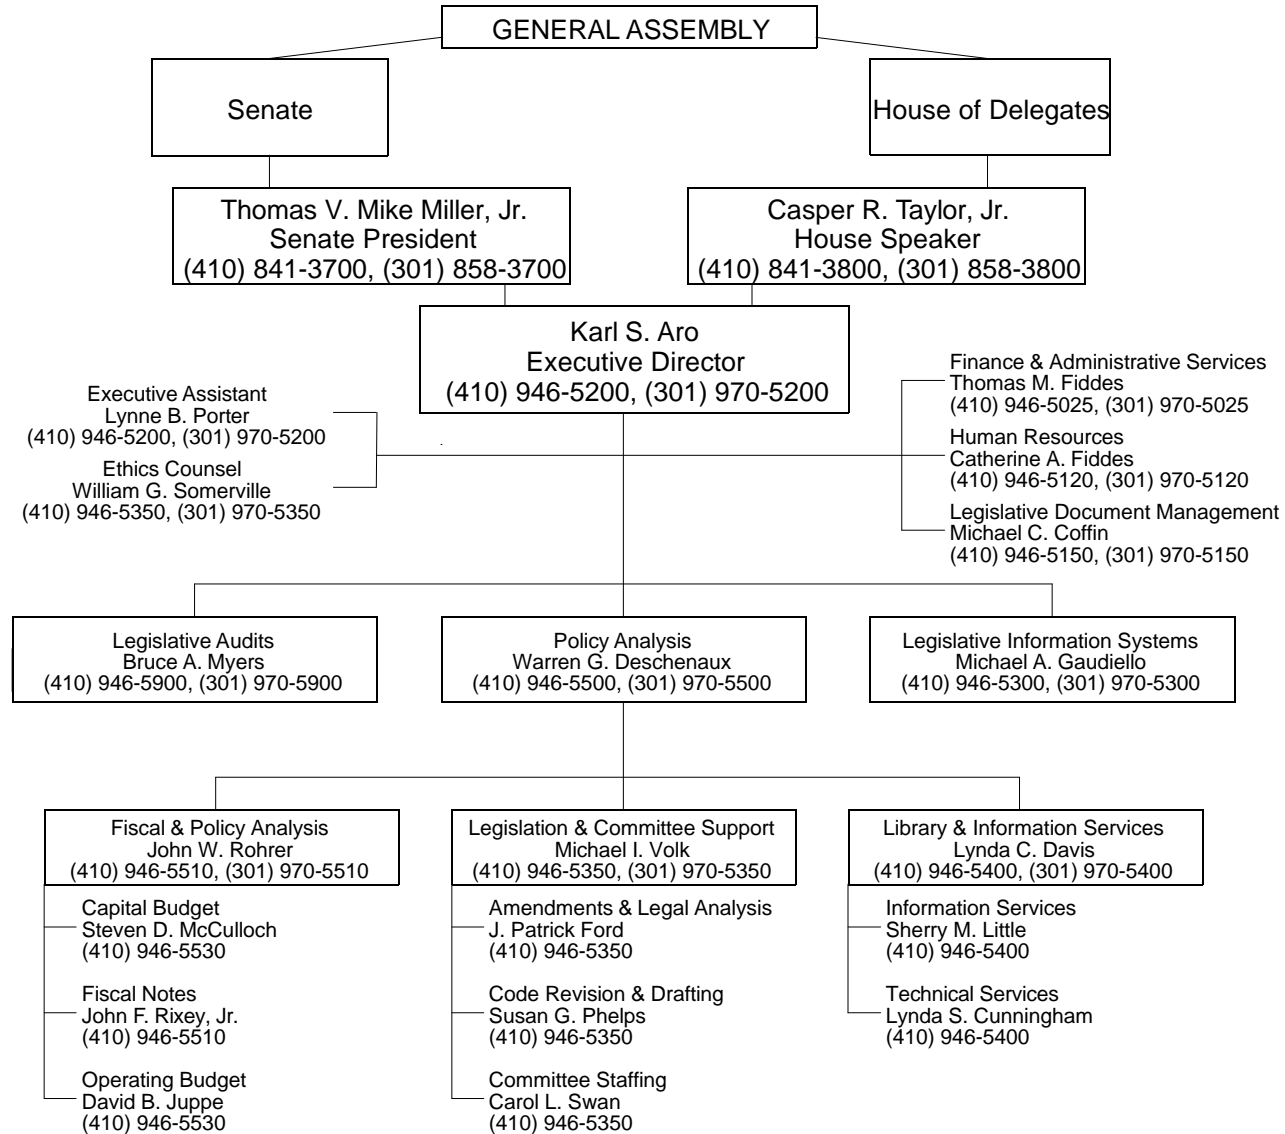 GENERAL ASSEMBLY
Senate
House of Delegates
Thomas V. Mike Miller, Jr.
Senate President
(410) 841-3700, (301) 858-3700
Casper R. Taylor, Jr.
House Speaker
(410) 841-3800, (301) 858-3800
Karl S. Aro
Executive Director
(410) 946-5200, (301) 970-5200
Executive Assistant
Lynne B. Porter
(410) 946-5200, (301) 970-5200
Ethics Counsel
William G. Somerville
(410) 946-5350, (301) 970-5350
Finance & Administrative Services
Thomas M. Fiddes
(410) 946-5025, (301) 970-5025
Human Resources
Catherine A. Fiddes
(410) 946-5120, (301) 970-5120
Legislative Document Management
Michael C. Coffin
(410) 946-5150, (301) 970-5150
Legislative Audits
Bruce A. Myers
(410) 946-5900, (301) 970-5900
Policy Analysis
Warren G. Deschenaux
(410) 946-5500, (301) 970-5500
Legislative Information Systems
Michael A. Gaudiello
(410) 946-5300, (301) 970-5300
Fiscal & Policy Analysis
John W. Rohrer
(410) 946-5510, (301) 970-5510
Capital Budget
Steven D. McCulloch
(410) 946-5530
Fiscal Notes
John F. Rixey, Jr.
(410) 946-5510
Operating Budget
David B. Juppe
(410) 946-5530
Legislation & Committee Support
Michael I. Volk
(410) 946-5350, (301) 970-5350
Amendments & Legal Analysis
J. Patrick Ford
(410) 946-5350
Code Revision & Drafting
Susan G. Phelps
(410) 946-5350
Committee Staffing
Carol L. Swan
(410) 946-5350
Library & Information Services
Lynda C. Davis
(410) 946-5400, (301) 970-5400
Information Services
Sherry M. Little
(410) 946-5400
Technical Services
Lynda S. Cunningham
(410) 946-5400